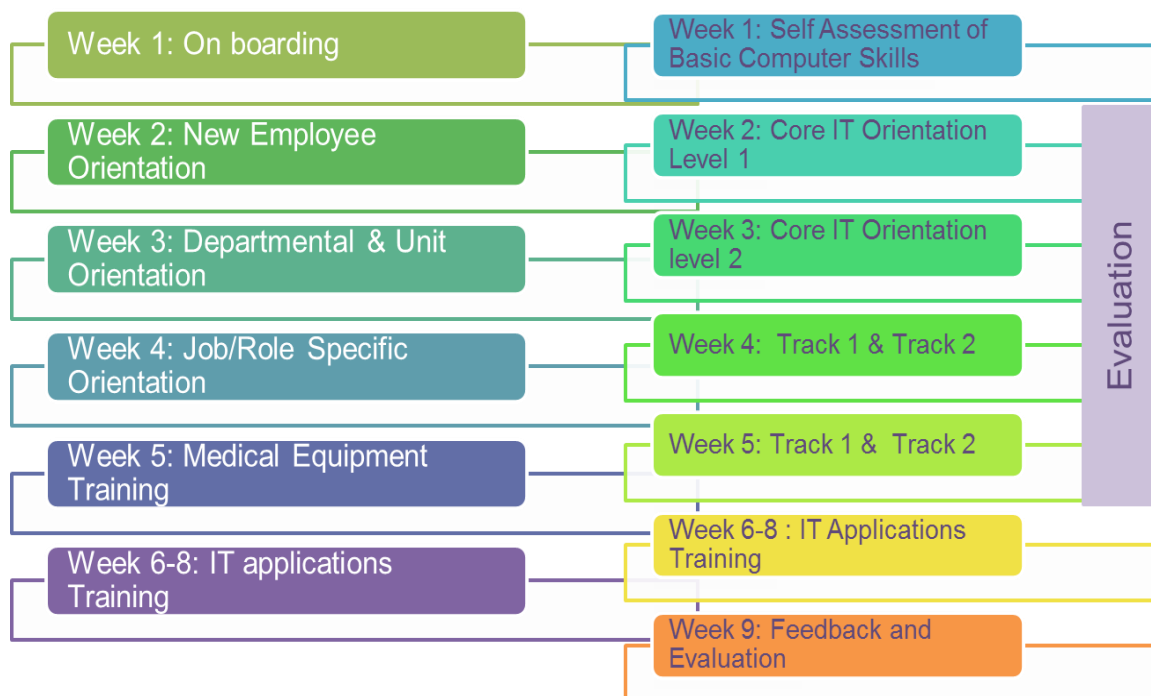 Week 1: On boarding
Week 2: New Employee
Orientation
Week 3: Departmental & Unit
Orientation
Week 4: Job/Role Specific
Orientation
Week 5: Medical Equipment
Training
Week 6-8: IT applications
Training
Week 1: Self Assessment of
Basic Computer Skills
Week 2: Core IT Orientation
Level 1
Week 3: Core IT Orientation
level 2
Week 4: Track 1 & Track 2
Week 5: Track 1 & Track 2
Week 6-8 : IT Applications
Training
Week 9: Feedback and
Evaluation
Evaluation